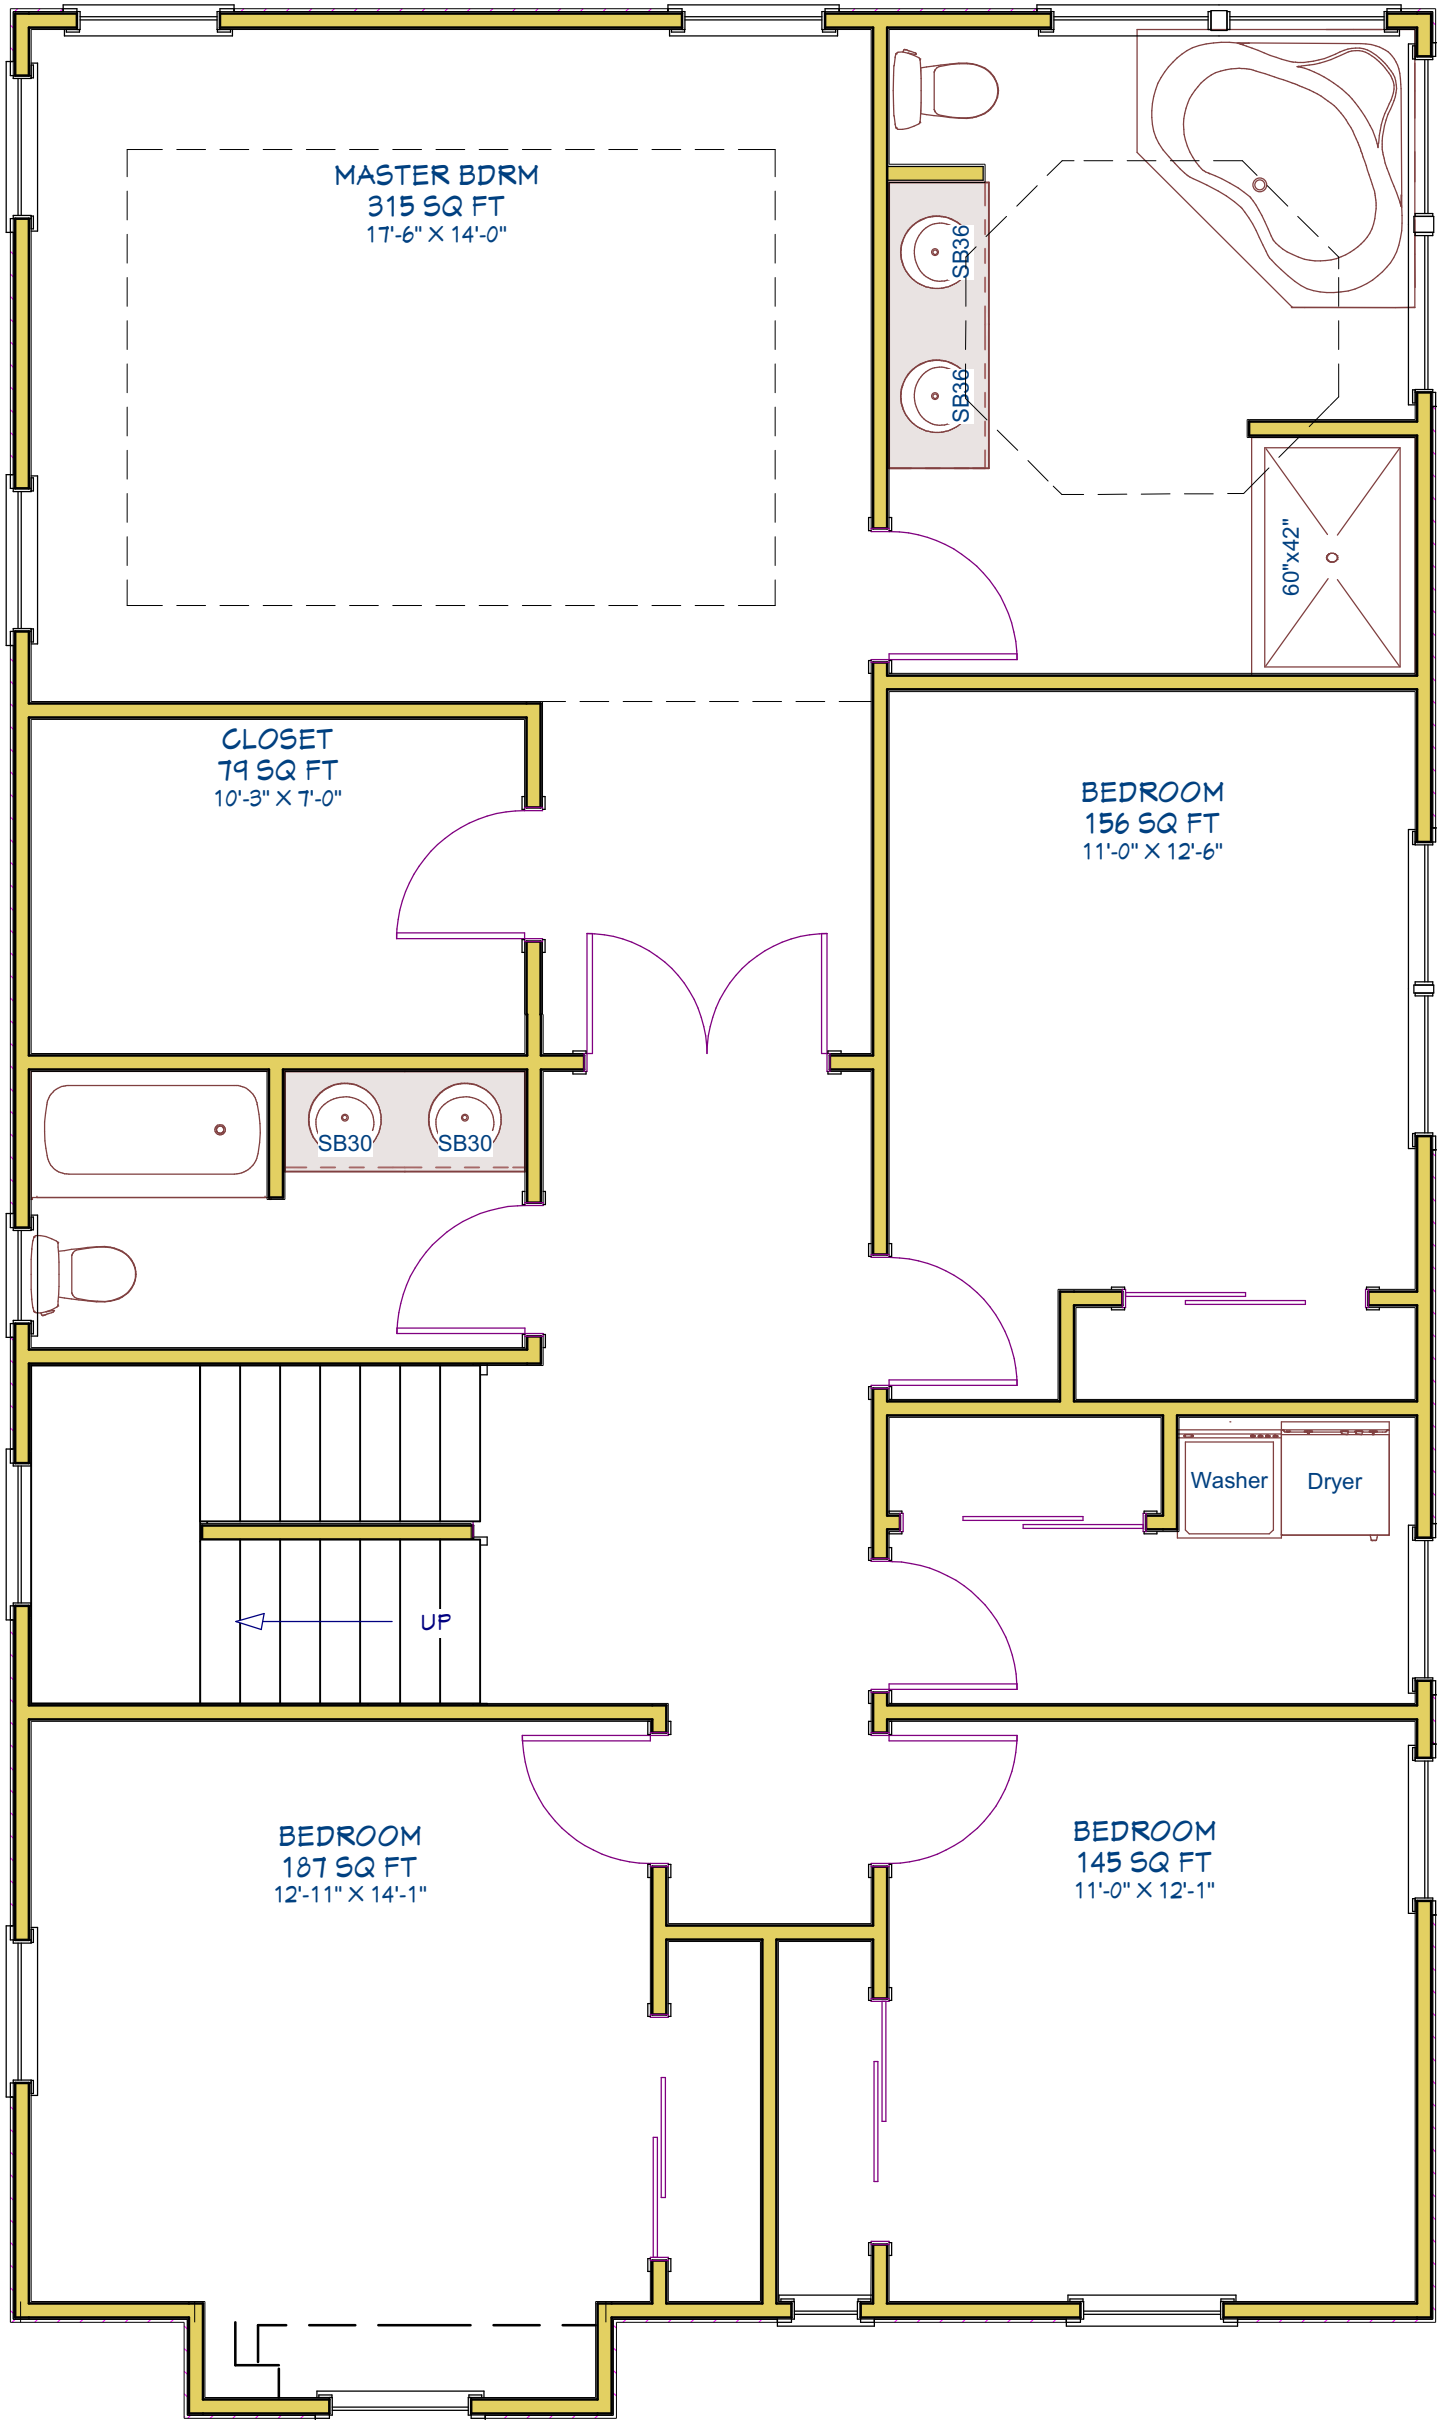 MASTER BDRM
315 SQ FT
17'-6" X 14'-0"
SB36
SB36
60"x42"
CLOSET
79 SQ FT
10'-3" X 7'-0"
BEDROOM
156 SQ FT
11'-0" X 12'-6"
SB30
SB30
Washer
Dryer
UP
BEDROOM
187 SQ FT
12'-11" X 14'-1"
BEDROOM
145 SQ FT
11'-0" X 12'-1"